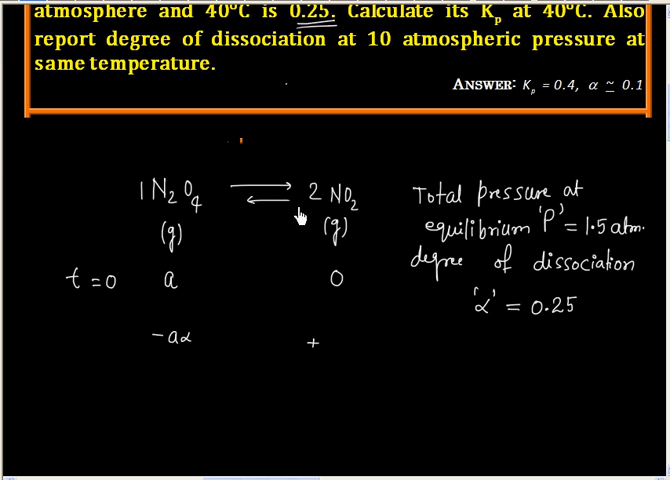 atmosphere and 40°C is 0.25. Calculate its Kp at 40°C. Also
report degree of dissociation at 10 atmospheric pressure at
same temperature.
ANSWER: Kp = 0.4, α ≃ 0.1
1 N₂O₄ ⇌ 2 NO₂
(g) (g)
t = 0 a 0
-aα +
Total pressure at
equilibrium 'P' = 1.5 atm.
degree of dissociation
'α' = 0.25